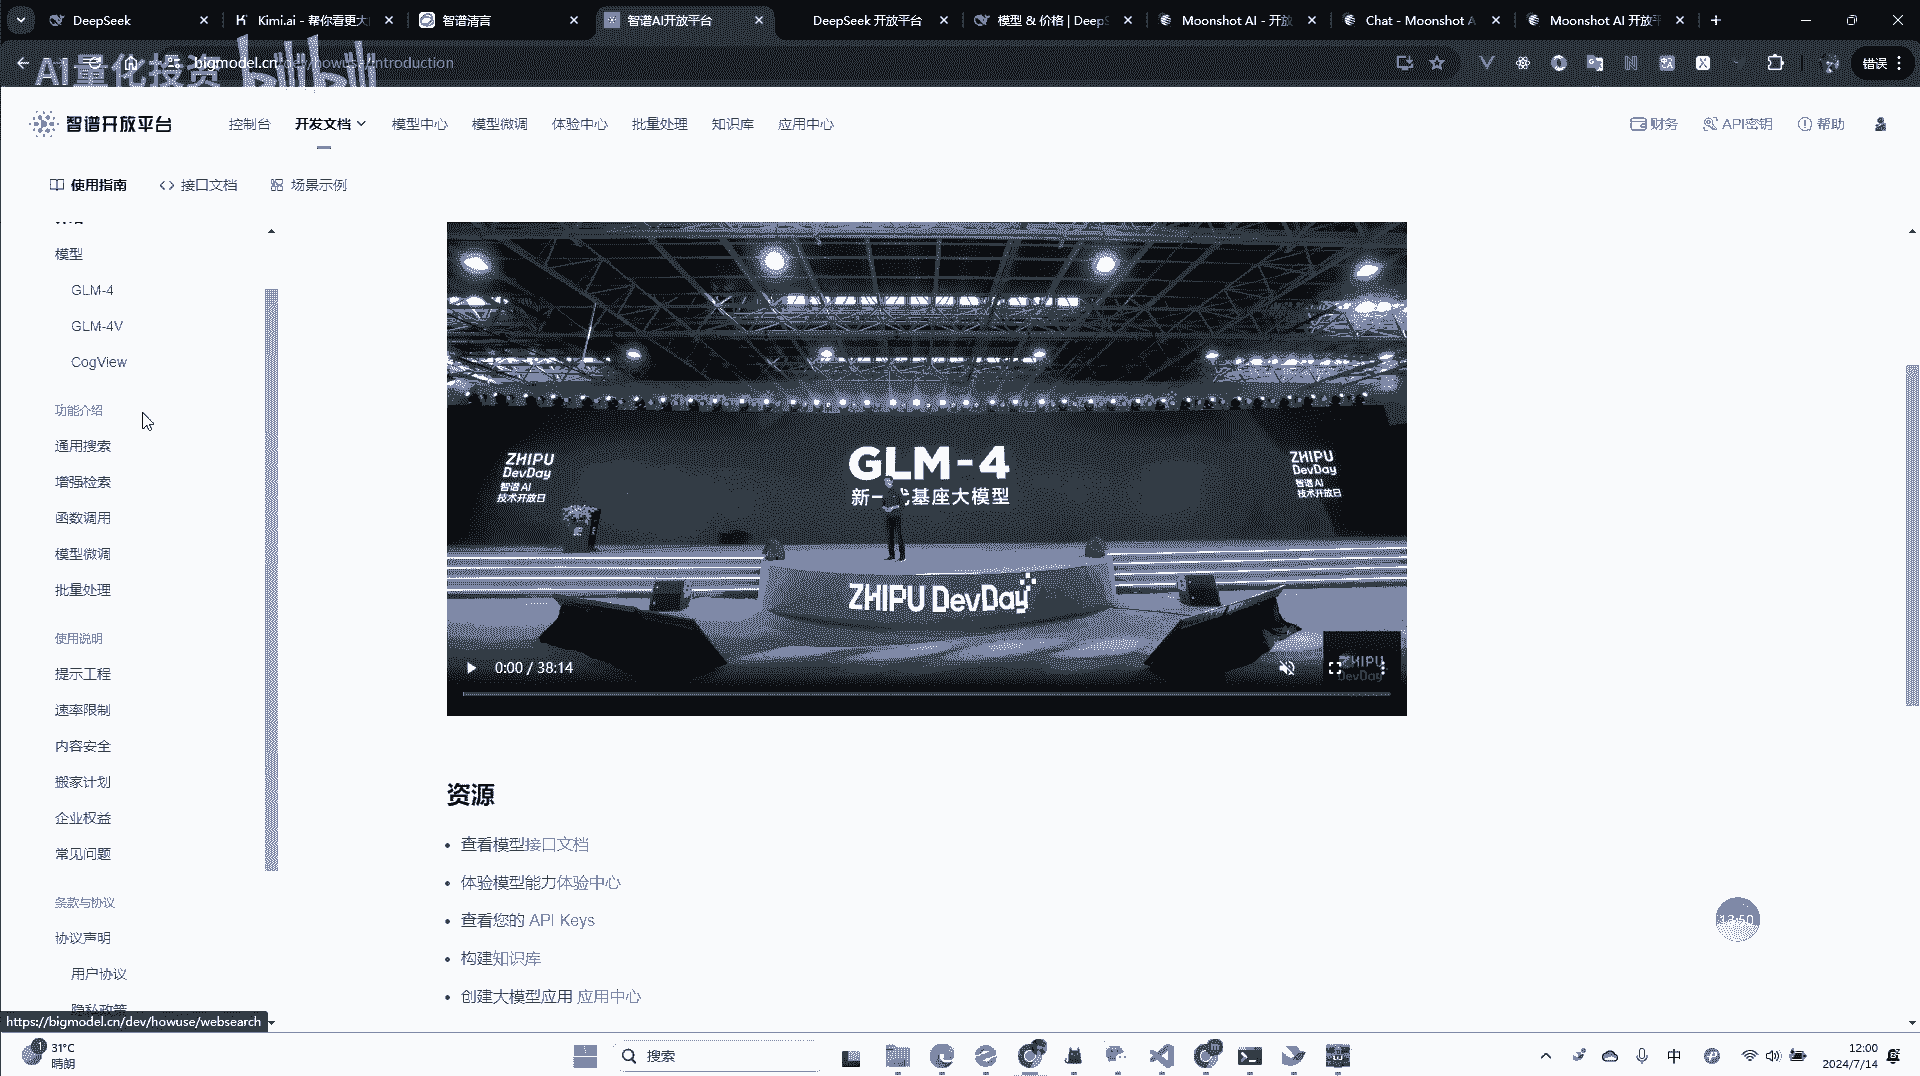 DeepSeek
Kimi.ai - 帮你看更大
智谱清言
智谱AI开放平台
DeepSeek 开放平台
模型 & 价格 | Deep
Moonshot AI - 开放
Chat - Moonshot A
Moonshot AI 开放
AI量化投资
bilibili
bigmodel.cn/dev/howuse/introduction
错误
智谱开放平台
控制台
开发文档
模型中心
模型微调
体验中心
批量处理
知识库
应用中心
财务
API密钥
帮助
使用指南
接口文档
场景示例
模型
GLM-4
GLM-4V
CogView
功能介绍
通用搜索
增强检索
函数调用
模型微调
批量处理
使用说明
提示工程
速率限制
内容安全
搬家计划
企业权益
常见问题
条款与协议
协议声明
用户协议
隐私政策
ZHIPU
DevDay
智谱AI
技术开放日
GLM-4
新一代基座大模型
ZHIPU
DevDay
智谱AI
技术开放日
ZHIPU DevDay
0:00 / 38:14
ZHIPU
DevDay
资源
查看模型接口文档
体验模型能力体验中心
查看您的 API Keys
构建知识库
创建大模型应用 应用中心
13:50
https://bigmodel.cn/dev/howuse/websearch
1
31°C
晴朗
搜索
中
12:00
2024/7/14